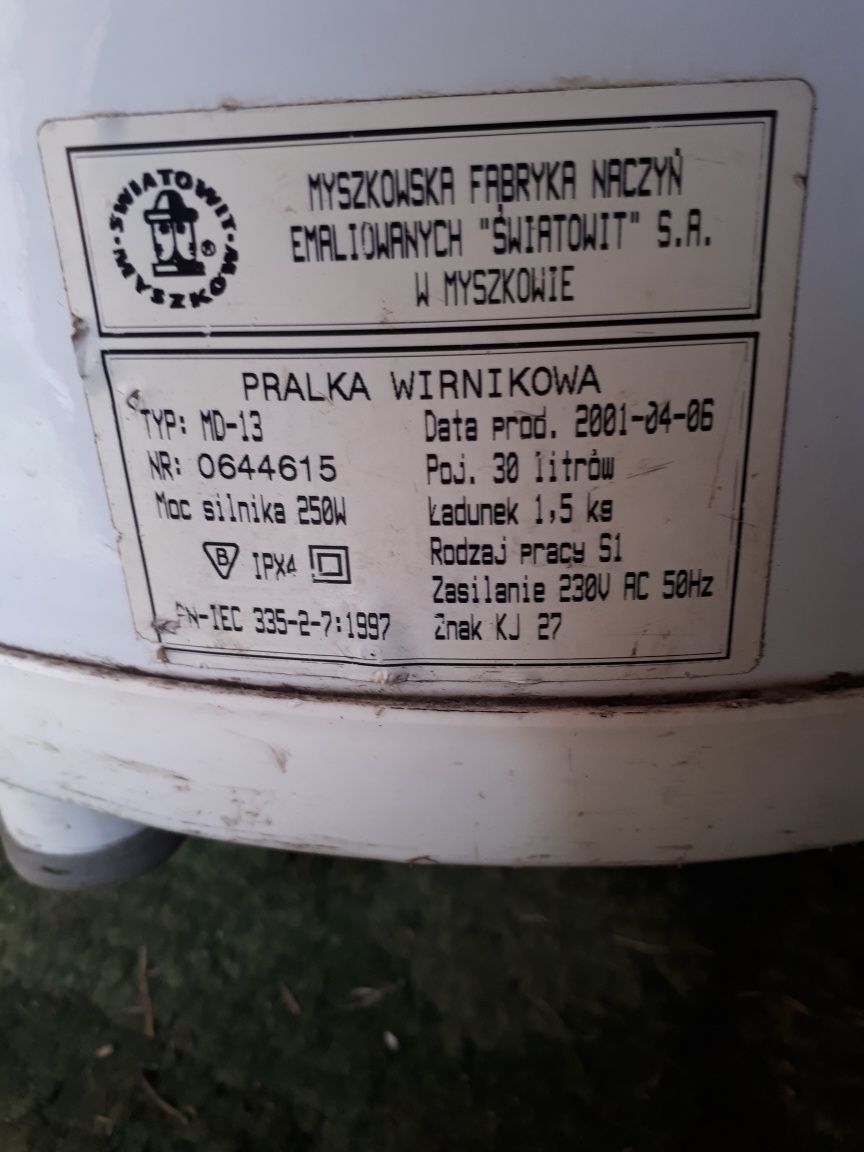 ŚWIATOWIT
MYSZKÓW
®
MYSZKOWSKA FABRYKA NACZYŃ
EMALIOWANYCH "ŚWIATOWIT" S.A.
W MYSZKOWIE
PRALKA WIRNIKOWA
TYP: MD-13
Data prod. 2001-04-06
NR: 0644615
Poj. 30 litrów
Moc silnika 250W
Ładunek 1,5 kg
B IPX4
Rodzaj pracy S1
Zasilanie 230V AC 50Hz
PN-IEC 335-2-7:1997
Znak KJ 27